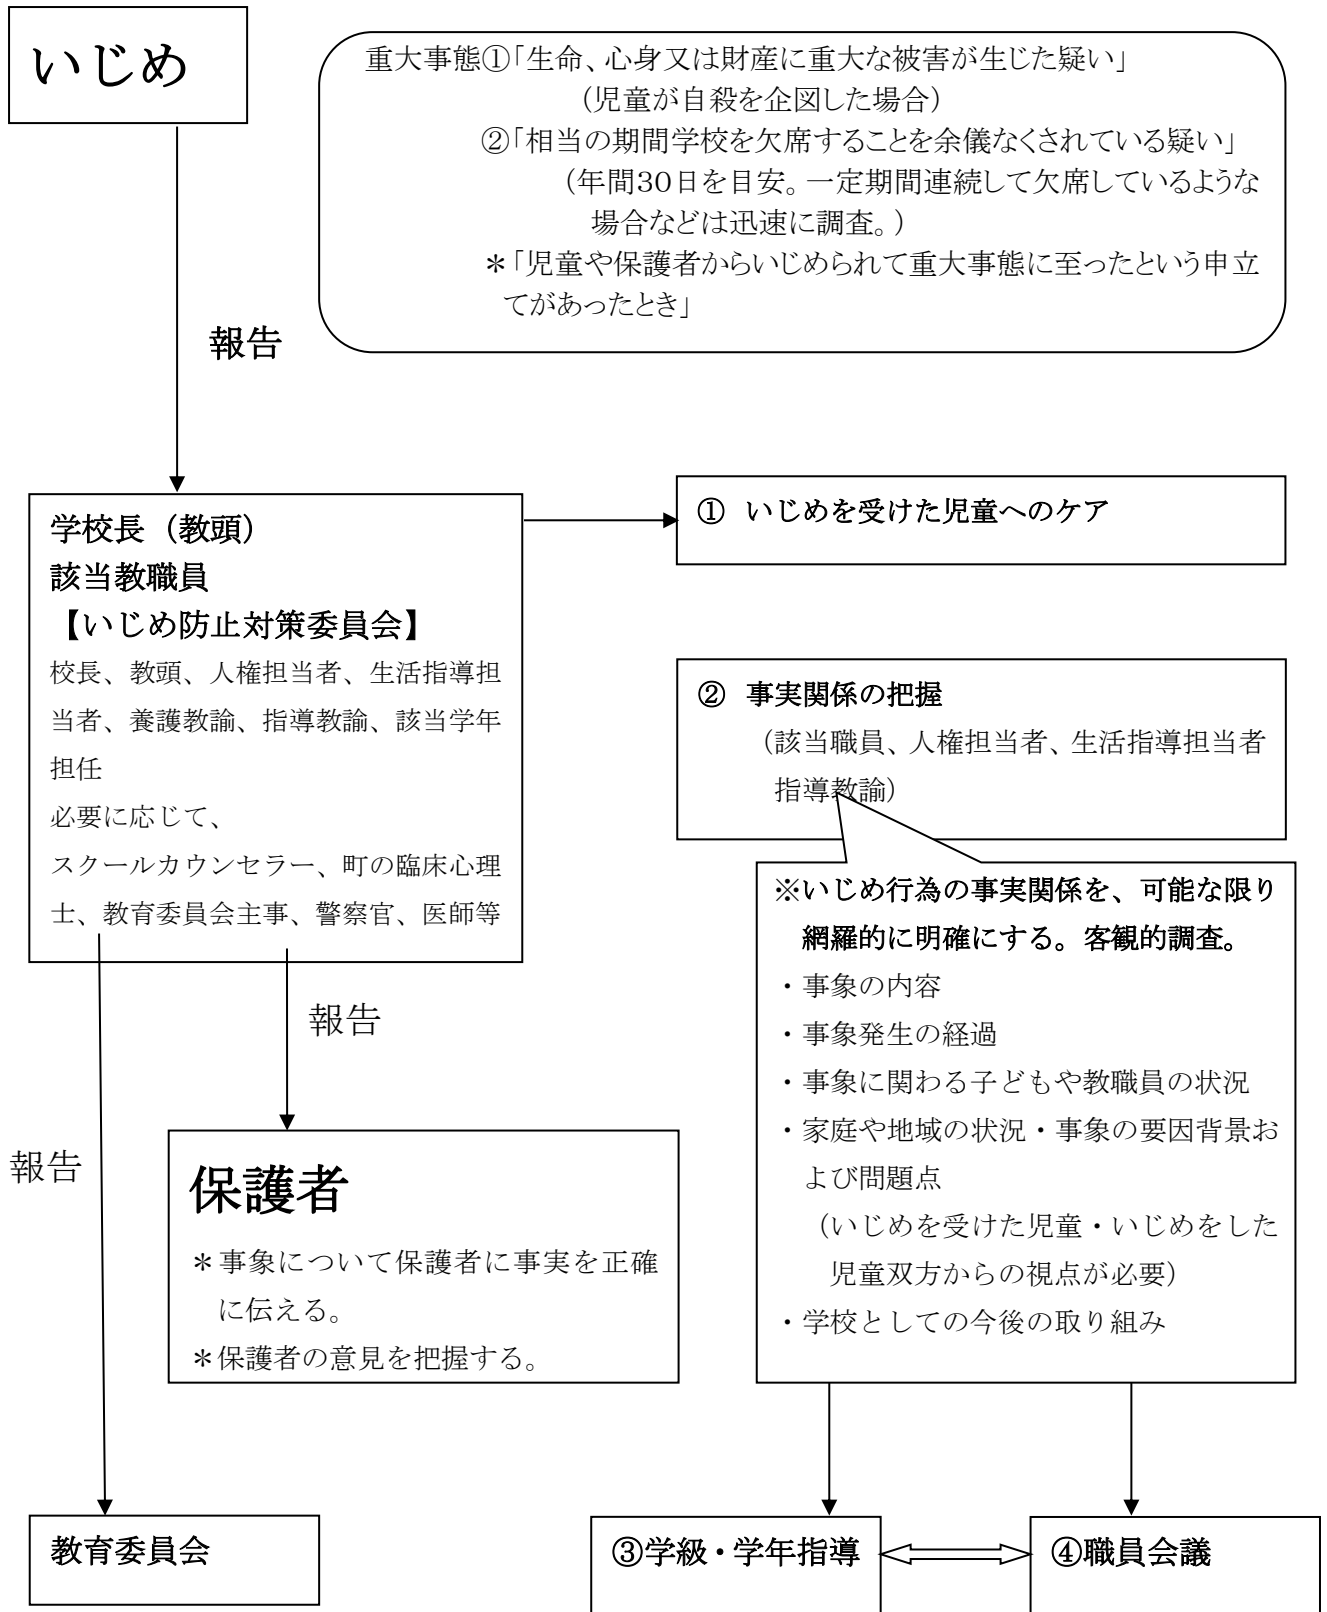 いじめ
重大事態①「生命、心身又は財産に重大な被害が生じた疑い」
（児童が自殺を企図した場合）
②「相当の期間学校を欠席することを余儀なくされている疑い」
（年間30日を目安。一定期間連続して欠席しているような
場合などは迅速に調査。）
＊「児童や保護者からいじめられて重大事態に至ったという申立
てがあったとき」
報告
学校長（教頭）
該当教職員
【いじめ防止対策委員会】
校長、教頭、人権担当者、生活指導担
当者、養護教諭、指導教諭、該当学年
担任
必要に応じて、
スクールカウンセラー、町の臨床心理
士、教育委員会主事、警察官、医師等
① いじめを受けた児童へのケア
② 事実関係の把握
（該当職員、人権担当者、生活指導担当者
指導教諭）
※いじめ行為の事実関係を、可能な限り
網羅的に明確にする。客観的調査。
・事象の内容
・事象発生の経過
・事象に関わる子どもや教職員の状況
・家庭や地域の状況・事象の要因背景お
よび問題点
（いじめを受けた児童・いじめをした
児童双方からの視点が必要）
・学校としての今後の取り組み
報告
報告
保護者
＊事象について保護者に事実を正確
に伝える。
＊保護者の意見を把握する。
教育委員会
③学級・学年指導
④職員会議